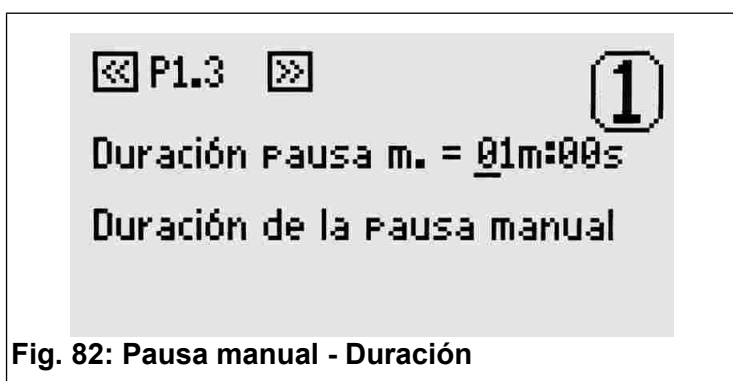 « P1.3 » 1
Duración pausa m. = 01m:00s
Duración de la pausa manual
Fig. 82: Pausa manual - Duración